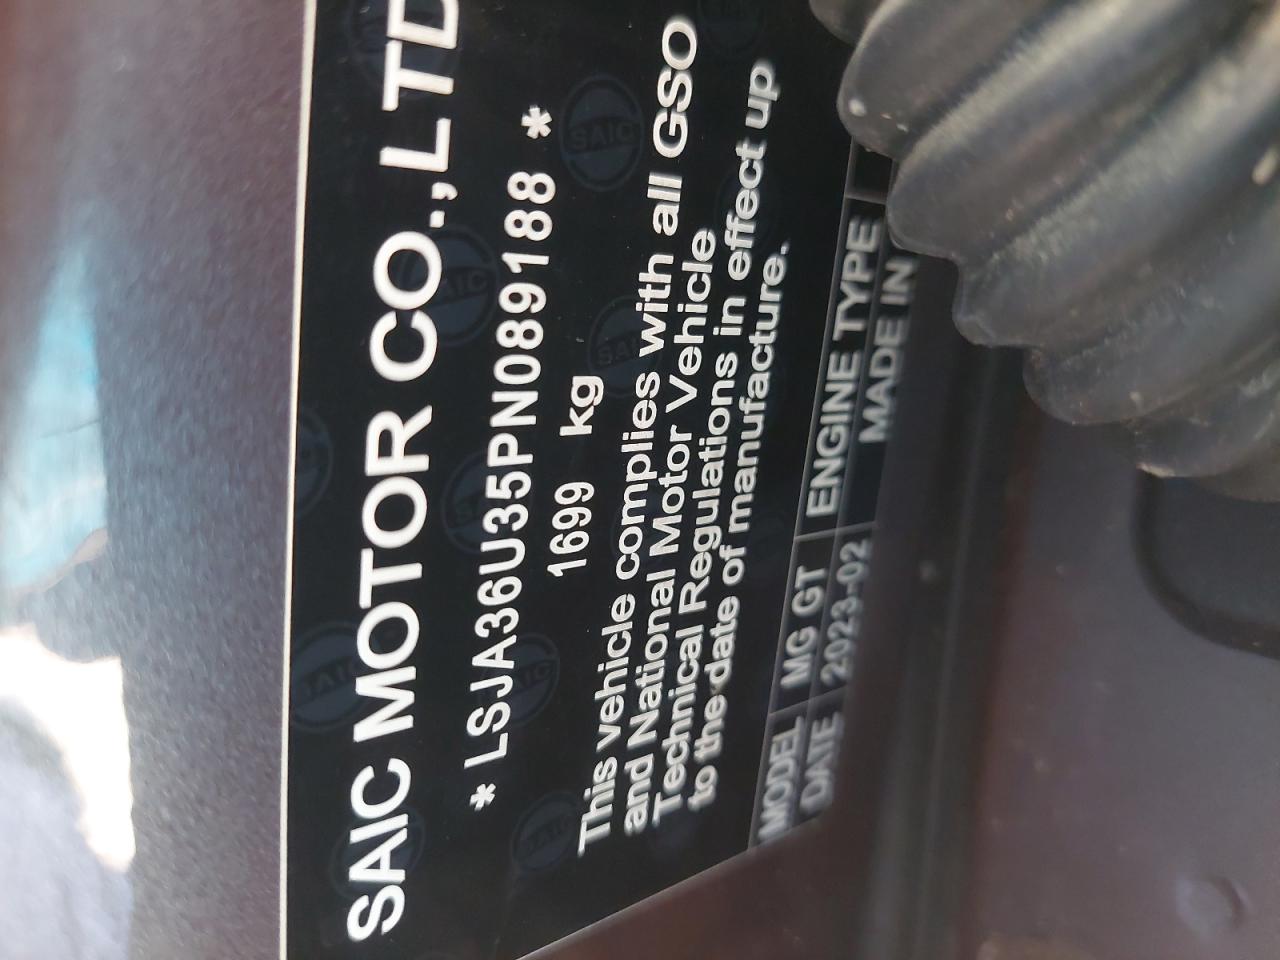 SAIC MOTOR CO.,LTD
* LSJA36U35PN089188 *
1699 kg
This vehicle complies with all GSO
and National Motor Vehicle
Technical Regulations in effect up
to the date of manufacture.
MODEL MG GT ENGINE TYPE
DATE 2023-02 MADE IN